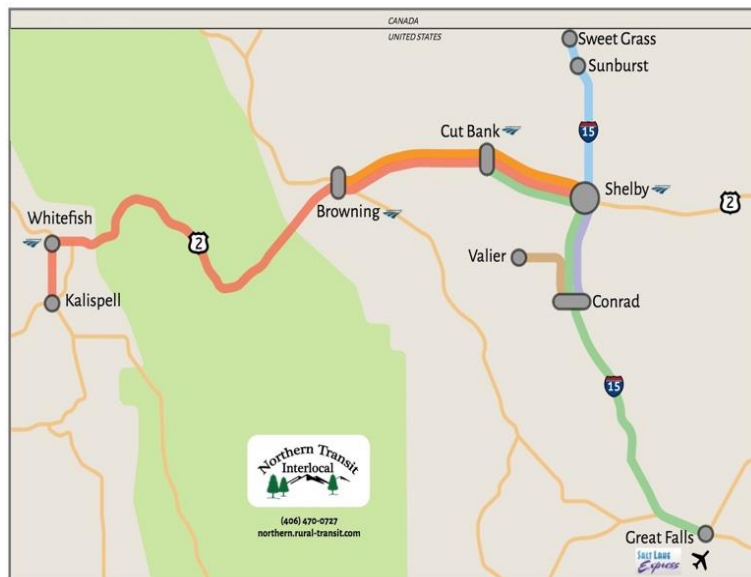 CANADA
UNITED STATES
Sweet Grass
Sunburst
15
Cut Bank
Shelby
2
Browning
Whitefish
2
Valier
Kalispell
Conrad
15
Northern Transit
Interlocal
(406) 470-0727
northern.rural-transit.com
Great Falls
SALT LAKE
Express